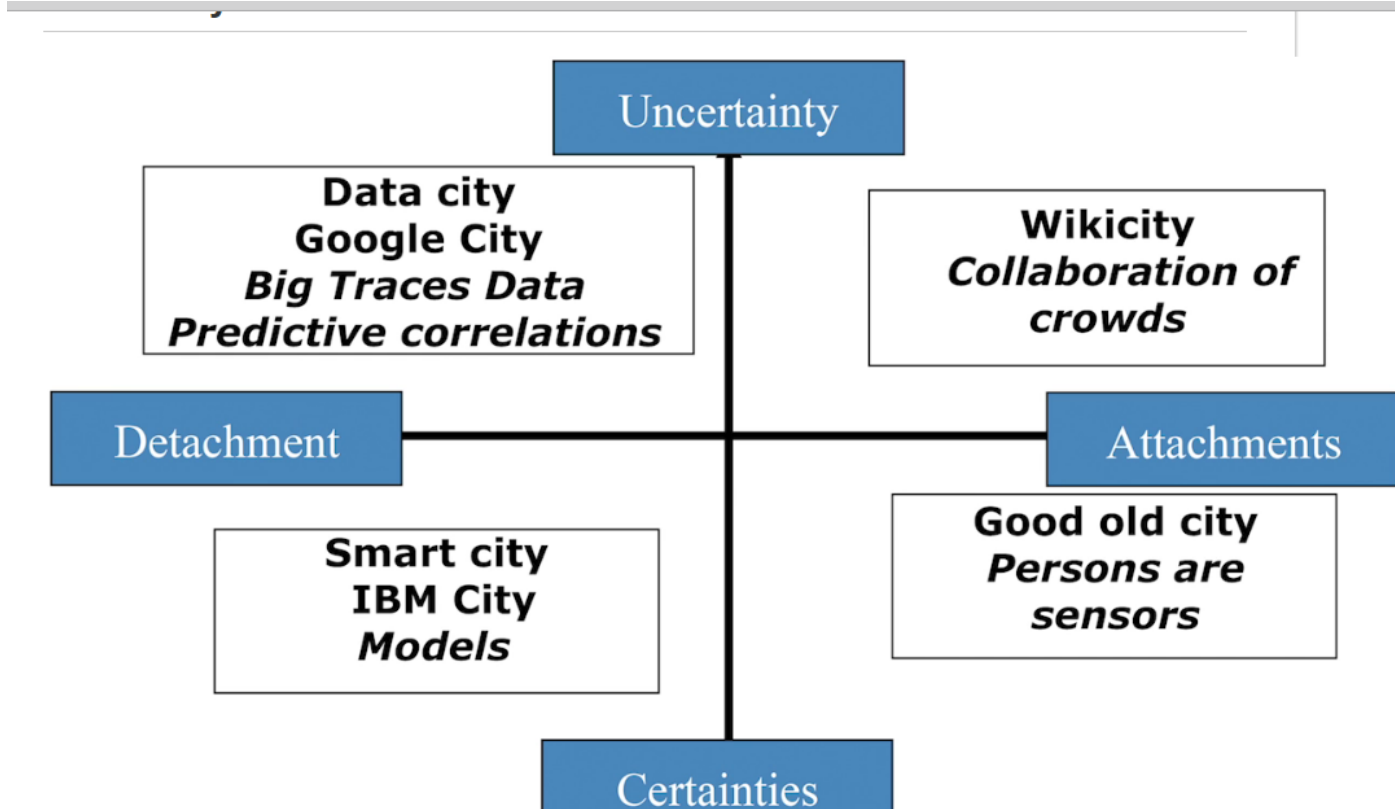 Uncertainty
Data city
Google City
Big Traces Data
Predictive correlations
Wikicity
Collaboration of
crowds
Detachment
Attachments
Smart city
IBM City
Models
Good old city
Persons are
sensors
Certainties